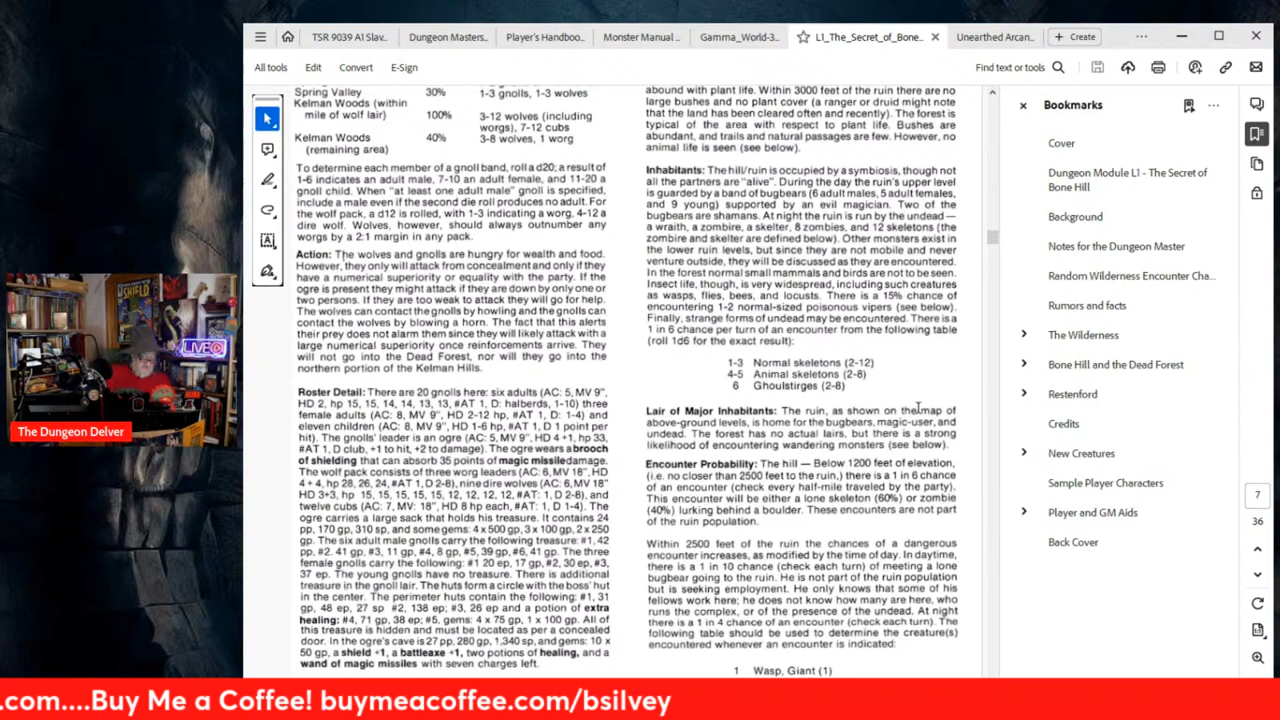 TSR 9039 A1 Slav...
Dungeon Masters...
Player's Handboo...
Monster Manual ...
Gamma_World-3...
L1_The_Secret_of_Bone...
Unearthed Arcan...
Create
All tools
Edit
Convert
E-Sign
Find text or tools
Spring Valley 30% 1-3 gnolls, 1-3 wolves
Kelman Woods (within
mile of wolf lair) 100% 3-12 wolves (including
worgs), 7-12 cubs
Kelman Woods 40% 3-8 wolves, 1 worg
(remaining area)
To determine each member of a gnoll band, roll a d20; a result of
1-6 indicates an adult male, 7-10 an adult female, and 11-20 a
gnoll child. When "at least one adult male" gnoll is specified,
include a male even if the second die roll produces no adult. For
the wolf pack, a d12 is rolled, with 1-3 indicating a worg, 4-12 a
dire wolf. Wolves, however, should always outnumber any
worgs by a 2:1 margin in any pack.
Action: The wolves and gnolls are hungry for wealth and food.
However, they only will attack from concealment and only if they
have a numerical superiority or equality with the party. If the
ogre is present they might attack if they are down by only one or
two persons. If they are too weak to attack they will go for help.
The wolves can contact the gnolls by howling and the gnolls can
contact the wolves by blowing a horn. The fact that this alerts
their prey does not alarm them since they will likely attack with a
large numerical superiority once reinforcements arrive. They
will not go into the Dead Forest, nor will they go into the
northern portion of the Kelman Hills.
Roster Detail: There are 20 gnolls here: six adults (AC: 5, MV 9",
HD 2, hp 15, 15, 14, 14, 13, 13, #AT 1, D: halberds, 1-10) three
female adults (AC: 8, MV 9", HD 2-12 hp, #AT 1, D: 1-4) and
eleven children (AC: 8, MV 9", HD 1-6 hp, #AT 1, D 1 point per
hit). The gnolls' leader is an ogre (AC: 5, MV 9", HD 4 +1, hp 33,
#AT 1, D club, +1 to hit, +2 to damage). The ogre wears a brooch
of shielding that can absorb 35 points of magic missile damage.
The wolf pack consists of three worg leaders (AC: 6, MV 18", HD
4 + 4, hp 28, 26, 24, #AT 1, D 2-8), nine dire wolves (AC: 6, MV 18"
HD 3+3, hp 15, 15, 15, 15, 15, 12, 12, 12, 12, #AT: 1, D 2-8), and
twelve cubs (AC: 7, MV: 18", HD 8 hp each, #AT 1, D 1-4). The
ogre carries a large sack that holds his treasure. It contains 24
pp, 170 gp, 310 sp, and some gems: 4 x 500 gp, 3 x 100 gp, 2 x 250
gp. The six adult male gnolls carry the following treasure: #1, 42
pp, #2. 41 gp, #3, 11 gp, #4, 8 gp, #5, 39 gp, #6, 41 gp. The three
female gnolls carry the following: #1 20 ep, 17 gp, #2, 30 ep, #3,
37 ep. The young gnolls have no treasure. There is additional
treasure in the gnoll lair. The huts form a circle with the boss' hut
in the center. The perimeter huts contain the following: #1, 31
gp, 48 ep, 27 sp #2, 138 ep; #3, 26 ep and a potion of extra
healing: #4, 71 gp, 38 ep; #5, gems: 4 x 75 gp, 1 x 100 gp. All of
this treasure is hidden and must be located as per a concealed
door. In the ogre's cave is 27 pp, 280 gp, 1,340 sp, and gems: 10 x
50 gp, a shield +1, a battleaxe +1, two potions of healing, and a
wand of magic missiles with seven charges left.
abound with plant life. Within 3000 feet of the ruin there are no
large bushes and no plant cover (a ranger or druid might note
that the land has been cleared often and recently). The forest is
typical of the area with respect to plant life. Bushes are
abundant, and trails and natural passages are few. However, no
animal life is seen (see below).
Inhabitants: The hill/ruin is occupied by a symbiosis, though not
all the partners are "alive". During the day the ruin's upper level
is guarded by a band of bugbears (6 adult males, 5 adult females,
and 9 young) supported by an evil magician. Two of the
bugbears are shamans. At night the ruin is run by the undead —
a wraith, a zombire, a skelter, 8 zombies, and 12 skeletons (the
zombire and skelter are defined below). Other monsters exist in
the lower ruin levels, but since they are not mobile and never
venture outside, they will be discussed as they are encountered.
In the forest normal small mammals and birds are not to be seen.
Insect life, though, is very widespread, including such creatures
as wasps, flies, bees, and locusts. There is a 15% chance of
encountering 1-2 normal-sized poisonous vipers (see below).
Finally, strange forms of undead may be encountered. There is a
1 in 6 chance per turn of an encounter from the following table
(roll 1d6 for the exact result):
1-3 Normal skeletons (2-12)
4-5 Animal skeletons (2-8)
6 Ghoulstirges (2-8)
Lair of Major Inhabitants: The ruin, as shown on the map of
above-ground levels, is home for the bugbears, magic-user, and
undead. The forest has no actual lairs, but there is a strong
likelihood of encountering wandering monsters (see below).
Encounter Probability: The hill — Below 1200 feet of elevation,
(i.e. no closer than 2500 feet to the ruin,) there is a 1 in 6 chance
of an encounter (check every half-mile traveled by the party).
This encounter will be either a lone skeleton (60%) or zombie
(40%) lurking behind a boulder. These encounters are not part
of the ruin population.
Within 2500 feet of the ruin the chances of a dangerous
encounter increases, as modified by the time of day. In daytime,
there is a 1 in 10 chance (check each turn) of meeting a lone
bugbear going to the ruin. He is not part of the ruin population
but is seeking employment. He only knows that some of his
fellows work here; he does not know how many are here, who
runs the complex, or of the presence of the undead. At night
there is a 1 in 4 chance of an encounter (check each turn). The
following table should be used to determine the creature(s)
encountered whenever an encounter is indicated:
1 Wasp, Giant (1)
Bookmarks
Cover
Dungeon Module L1 - The Secret of
Bone Hill
Background
Notes for the Dungeon Master
Random Wilderness Encounter Cha...
Rumors and facts
The Wilderness
Bone Hill and the Dead Forest
Restenford
Credits
New Creatures
Sample Player Characters
Player and GM Aids
Back Cover
7
36
LIVE
The Dungeon Delver
.com....Buy Me a Coffee! buymeacoffee.com/bsilvey